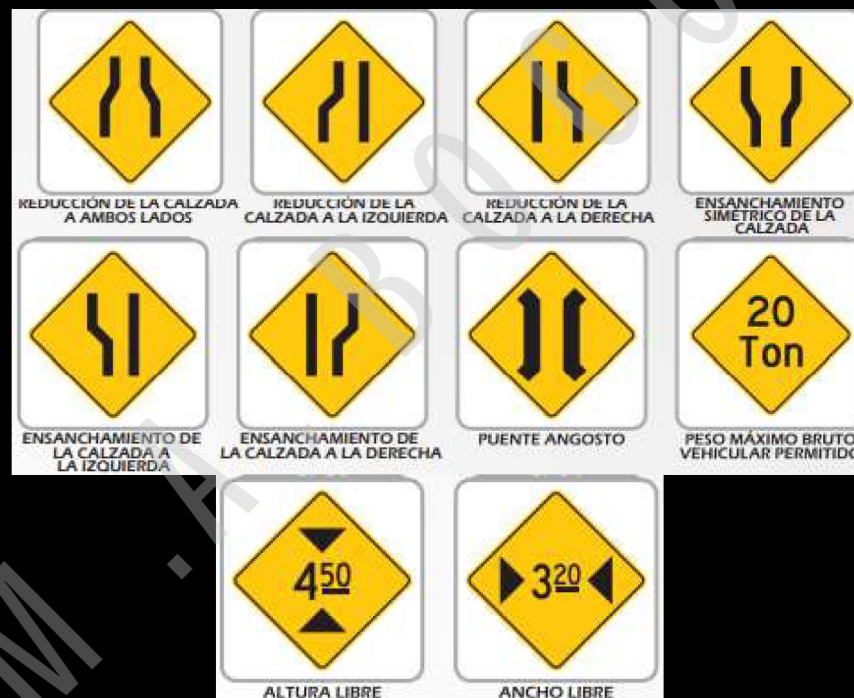 REDUCCIÓN DE LA CALZADA
A AMBOS LADOS
REDUCCIÓN DE LA
CALZADA A LA IZQUIERDA
REDUCCIÓN DE LA
CALZADA A LA DERECHA
ENSANCHAMIENTO
SIMÉTRICO DE LA
CALZADA
20
Ton
ENSANCHAMIENTO DE
LA CALZADA A
LA IZQUIERDA
ENSANCHAMIENTO DE
LA CALZADA A LA DERECHA
PUENTE ANGOSTO
PESO MÁXIMO BRUTO
VEHICULAR PERMITIDO
450
320
ALTURA LIBRE
ANCHO LIBRE